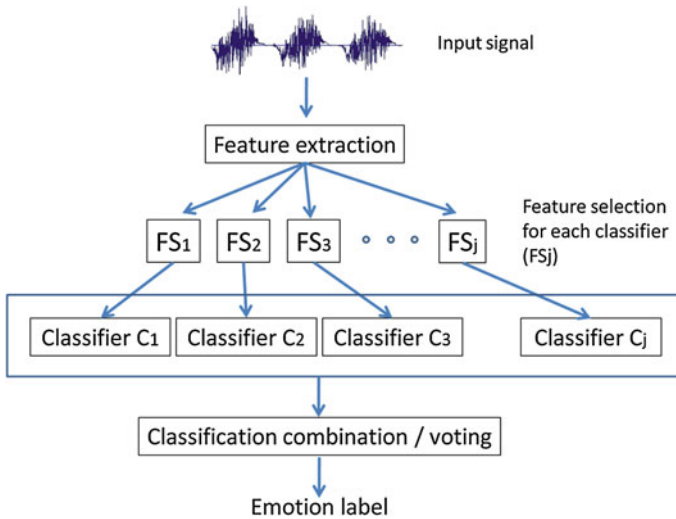 Input signal
Feature extraction
FS1
FS2
FS3
FSj
Feature selection
for each classifier
(FSj)
Classifier C1
Classifier C2
Classifier C3
Classifier Cj
Classification combination / voting
Emotion label